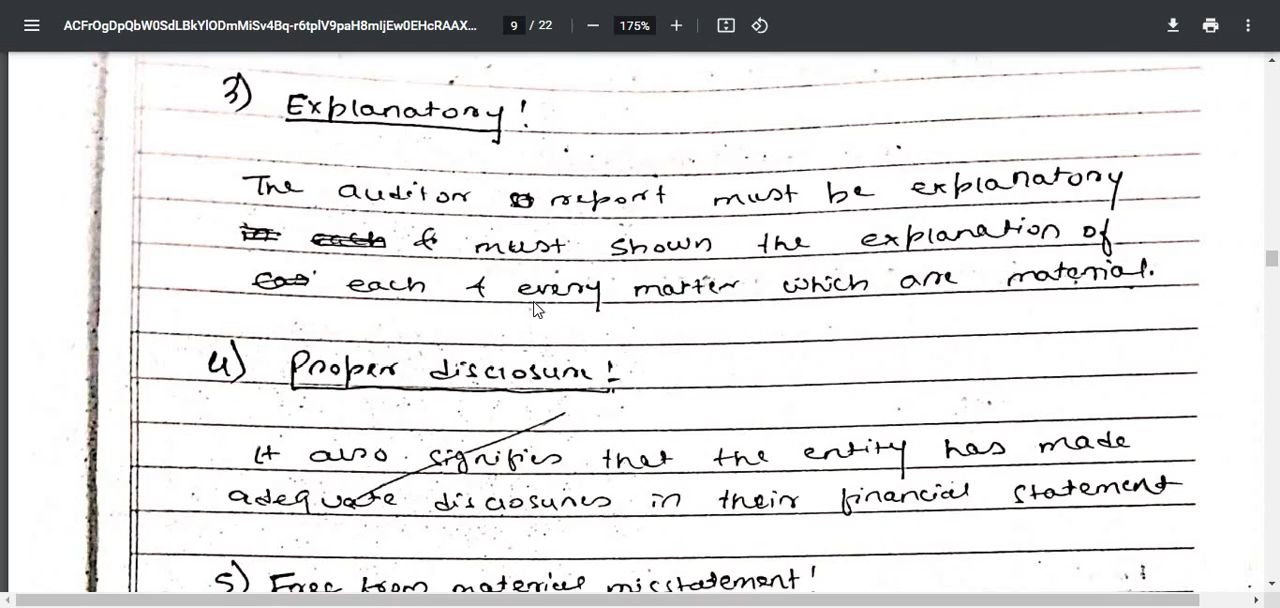 ACFrOgDpQbW0SdLBkYlODmMiSv4Bq-r6tplV9paH8mljEw0EHcRAAX... 9 / 22 175%
3) Explanatory!
The auditor report must be explanatory
& must shown the explanation of
each & every matter which are material.
4) Proper disclosure!-
It also signifies that the entity has made
adequate disclosures in their financial statement
5) Free from material misstatement!